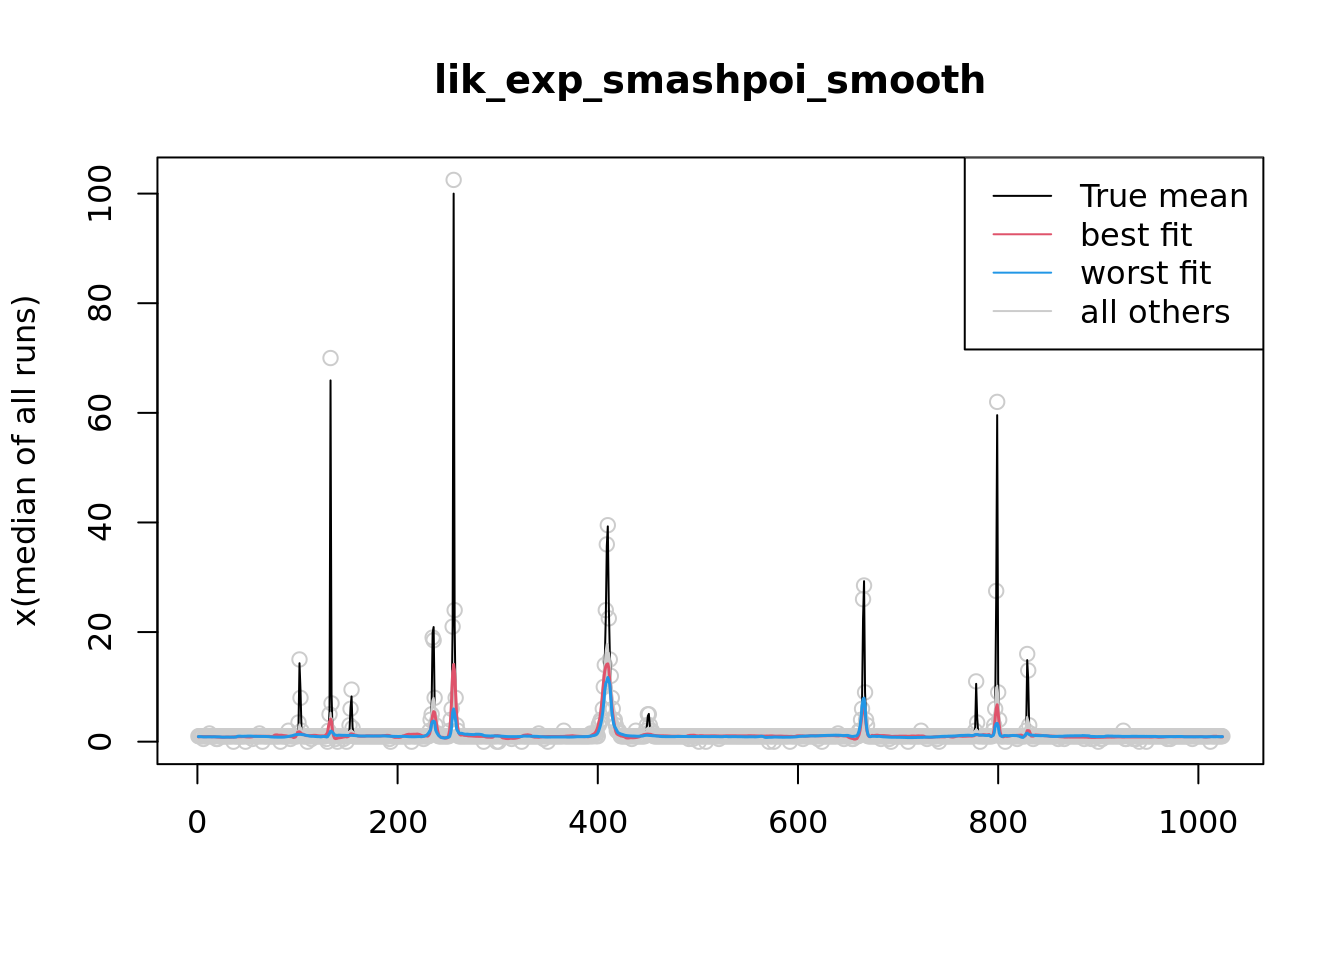 lik_exp_smashpoi_smooth
True mean
best fit
worst fit
all others
x(median of all runs)
100
80
60
40
20
0
0 200 400 600 800 1000